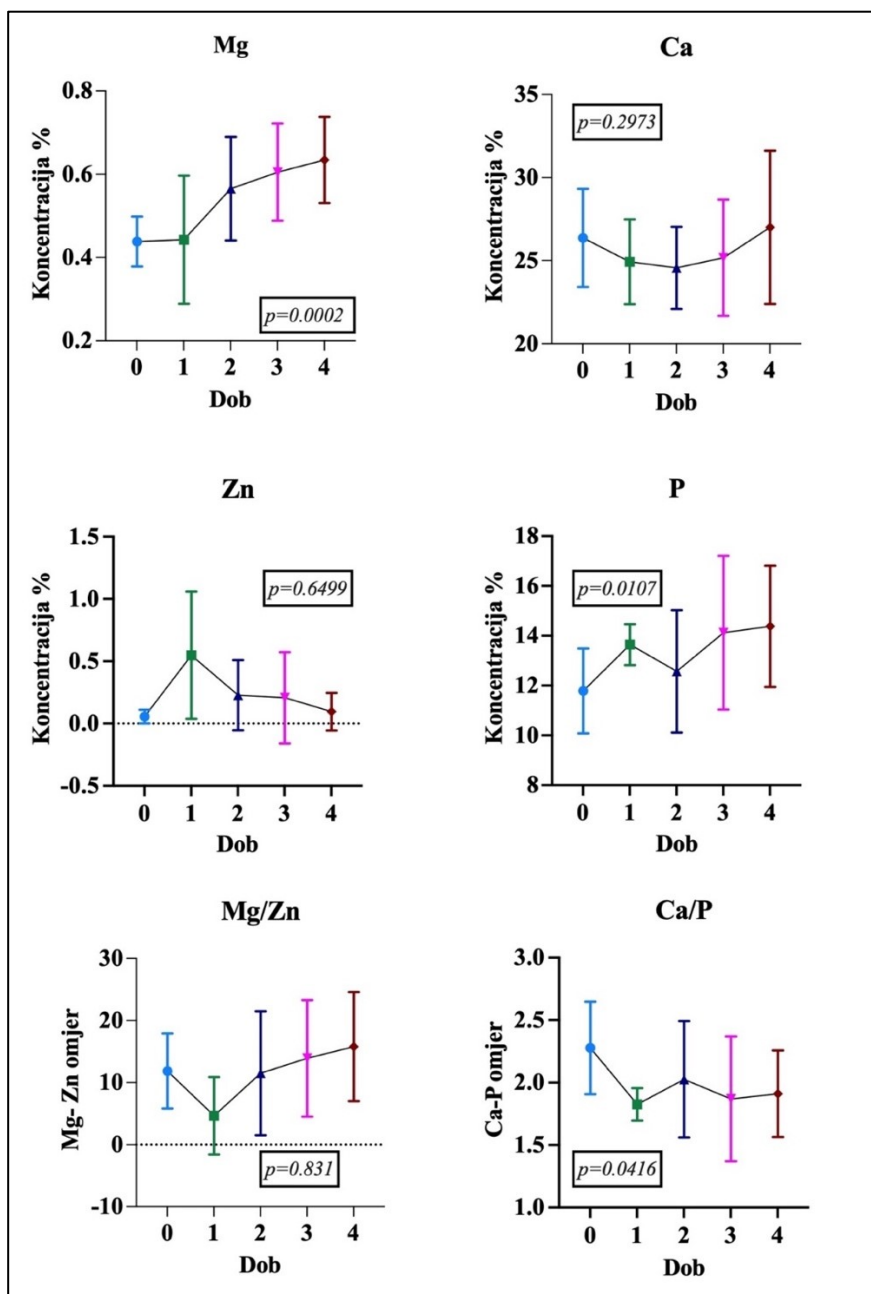 Mg
Koncentracija %
0.8
0.6
0.4
0.2
p=0.0002
0 1 2 3 4
Dob
Ca
Koncentracija %
35
30
25
20
p=0.2973
0 1 2 3 4
Dob
Zn
Koncentracija %
1.5
1.0
0.5
0.0
-0.5
p=0.6499
0 1 2 3 4
Dob
P
Koncentracija %
18
16
14
12
10
8
p=0.0107
0 1 2 3 4
Dob
Mg/Zn
Mg- Zn omjer
30
20
10
0
-10
p=0.831
0 1 2 3 4
Dob
Ca/P
Ca-P omjer
3.0
2.5
2.0
1.5
1.0
p=0.0416
0 1 2 3 4
Dob